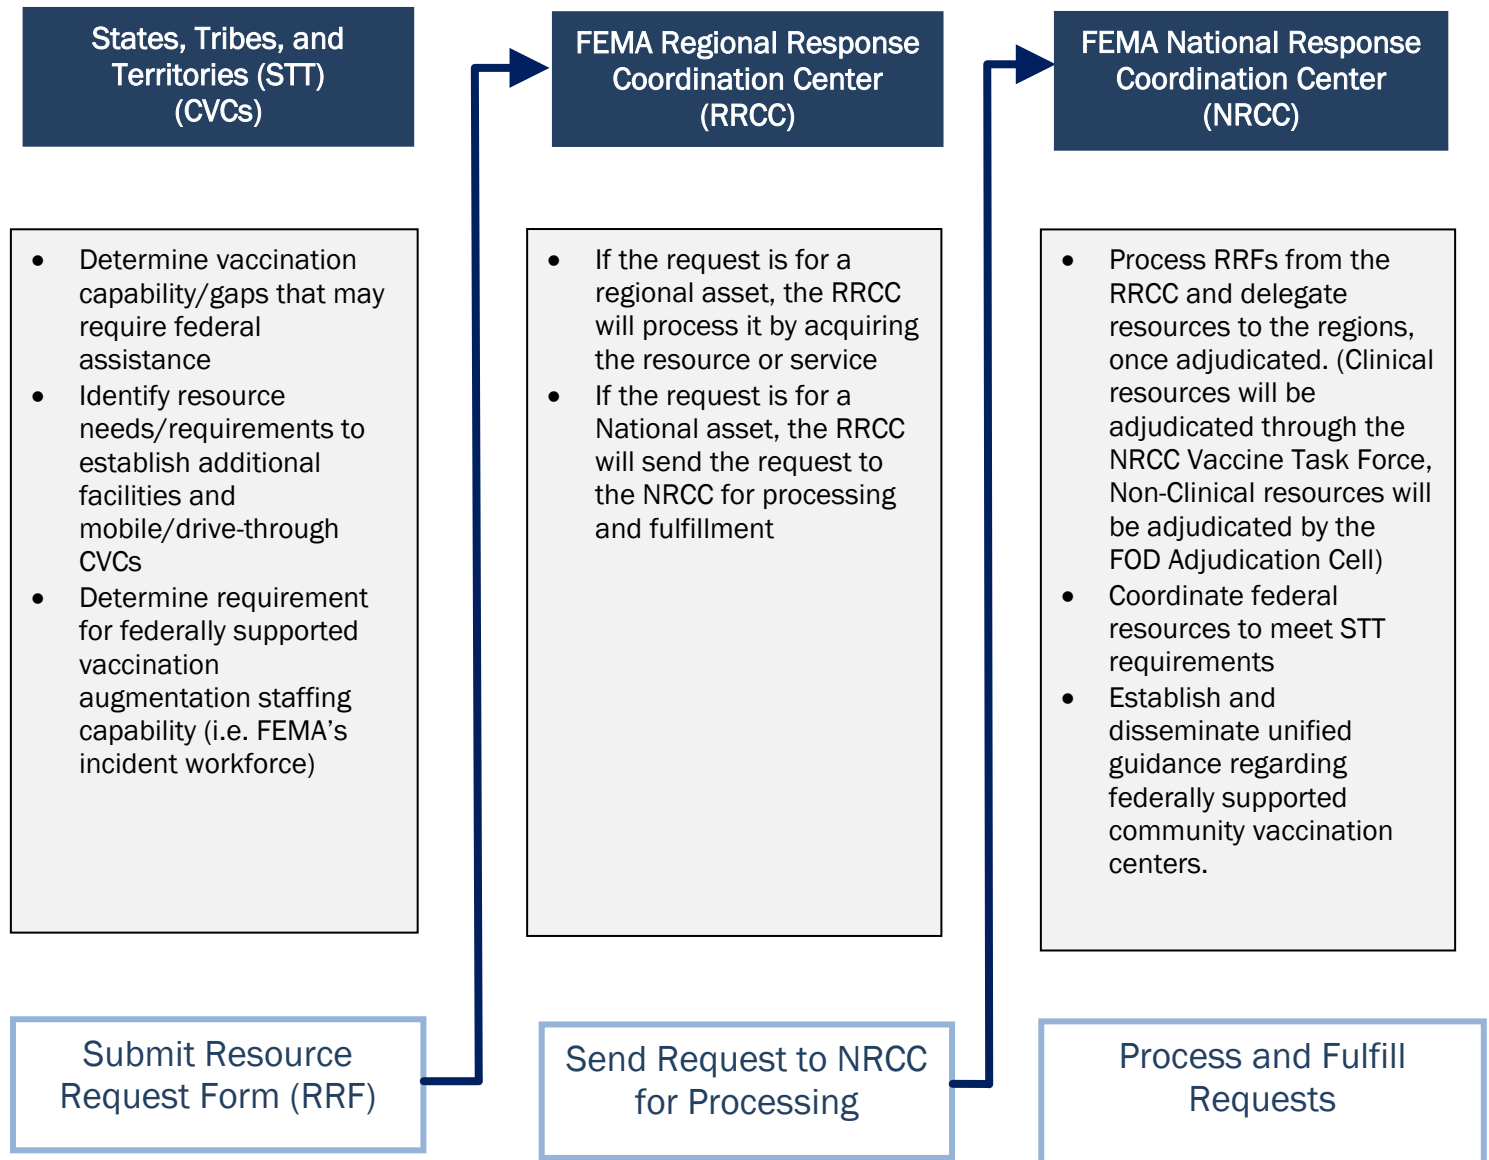 States, Tribes, and
Territories (STT)
(CVCs)
FEMA Regional Response
Coordination Center
(RRCC)
FEMA National Response
Coordination Center
(NRCC)
• Determine vaccination
capability/gaps that may
require federal
assistance
• Identify resource
needs/requirements to
establish additional
facilities and
mobile/drive-through
CVCs
• Determine requirement
for federally supported
vaccination
augmentation staffing
capability (i.e. FEMA’s
incident workforce)
• If the request is for a
regional asset, the RRCC
will process it by acquiring
the resource or service
• If the request is for a
National asset, the RRCC
will send the request to
the NRCC for processing
and fulfillment
• Process RRFs from the
RRCC and delegate
resources to the regions,
once adjudicated. (Clinical
resources will be
adjudicated through the
NRCC Vaccine Task Force,
Non-Clinical resources will
be adjudicated by the
FOD Adjudication Cell)
• Coordinate federal
resources to meet STT
requirements
• Establish and
disseminate unified
guidance regarding
federally supported
community vaccination
centers.
Submit Resource
Request Form (RRF)
Send Request to NRCC
for Processing
Process and Fulfill
Requests